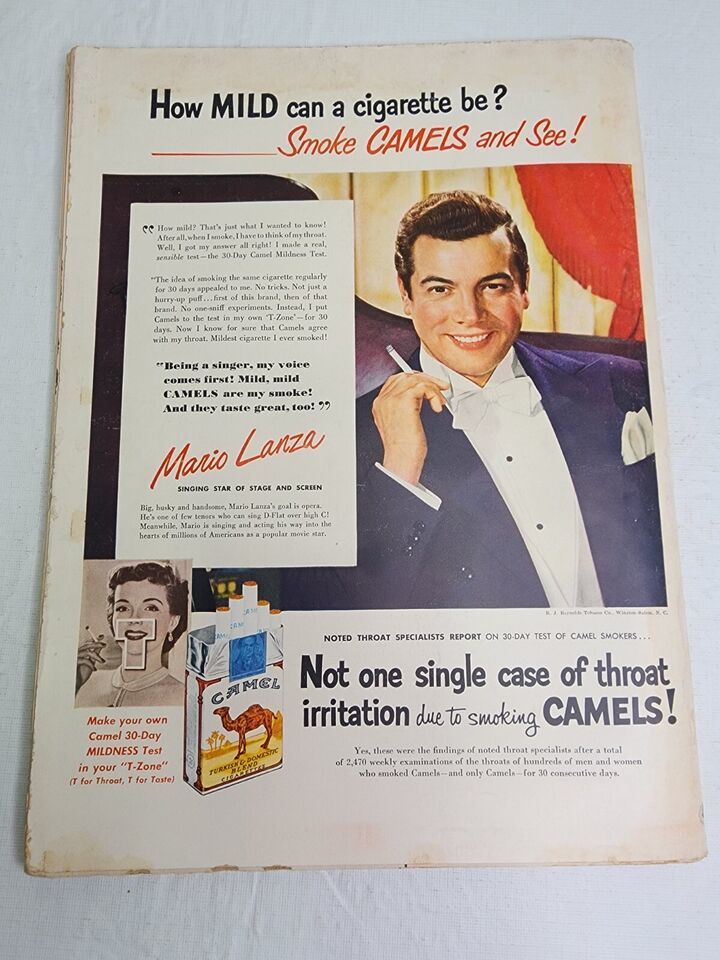 How MILD can a cigarette be?
Smoke CAMELS and See!
“ How mild? That's just what I wanted to know!
After all, when I smoke, I have to think of my throat.
Well, I got my answer all right! I made a real,
sensible test—the 30-Day Camel Mildness Test.
"The idea of smoking the same cigarette regularly
for 30 days appealed to me. No tricks. Not just a
hurry-up puff...first of this brand, then of that
brand. No one-sniff experiments. Instead, I put
Camels to the test in my own 'T-Zone'—for 30
days. Now I know for sure that Camels agree
with my throat. Mildest cigarette I ever smoked!
"Being a singer, my voice
comes first! Mild, mild
CAMELS are my smoke!
And they taste great, too! ”
Mario Lanza
SINGING STAR OF STAGE AND SCREEN
Big, husky and handsome, Mario Lanza's goal is opera.
He's one of few tenors who can sing D-Flat over high C!
Meanwhile, Mario is singing and acting his way into the
hearts of millions of Americans as a popular movie star.
R. J. Reynolds Tobacco Co., Winston-Salem, N. C.
T
CAMEL
TURKISH & DOMESTIC
BLEND
CIGARETTES
Make your own
Camel 30-Day
MILDNESS Test
in your "T-Zone"
(T for Throat, T for Taste)
NOTED THROAT SPECIALISTS REPORT ON 30-DAY TEST OF CAMEL SMOKERS...
Not one single case of throat
irritation due to smoking CAMELS!
Yes, these were the findings of noted throat specialists after a total
of 2,470 weekly examinations of the throats of hundreds of men and women
who smoked Camels—and only Camels—for 30 consecutive days.